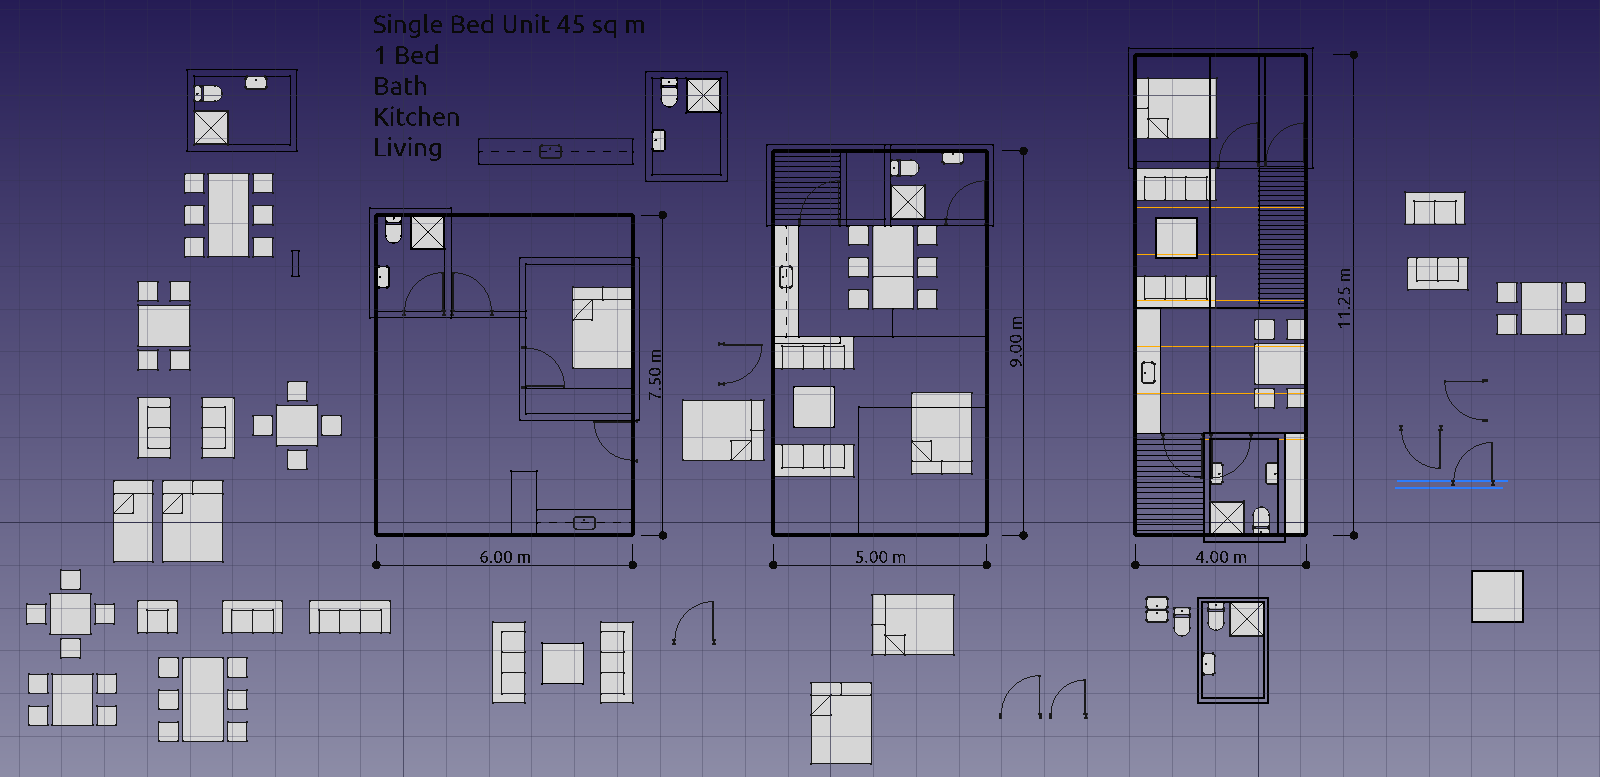 Single Bed Unit 45 sq m
1 Bed
Bath
Kitchen
Living
7.50 m
6.00 m
9.00 m
5.00 m
11.25 m
4.00 m